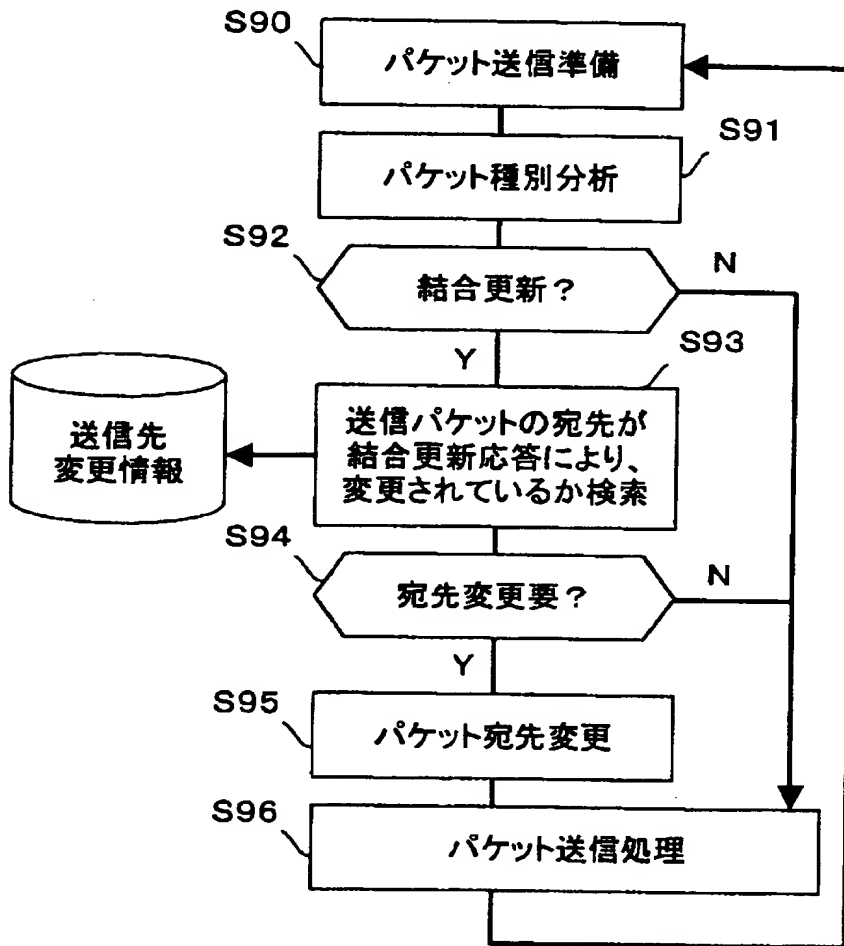 S90
パケット送信準備
S91
パケット種別分析
S92
結合更新？
N
Y
S93
送信先
変更情報
送信パケットの宛先が
結合更新応答により、
変更されているか検索
S94
宛先変更要？
N
Y
S95
パケット宛先変更
S96
パケット送信処理